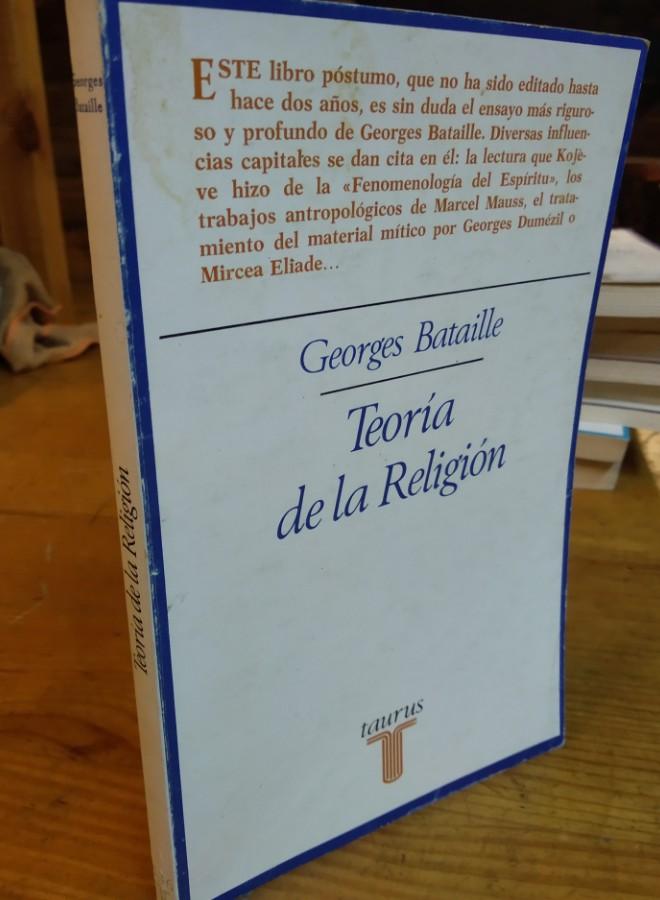 ESTE libro póstumo, que no ha sido editado hasta
hace dos años, es sin duda el ensayo más riguro-
so y profundo de Georges Bataille. Diversas influen-
cias capitales se dan cita en él: la lectura que Kojè-
ve hizo de la «Fenomenología del Espíritu», los
trabajos antropológicos de Marcel Mauss, el trata-
miento del material mítico por Georges Dumézil o
Mircea Eliade...
Georges Bataille
Teoría
de la Religión
taurus
Georges
Bataille
Teoría de la Religión